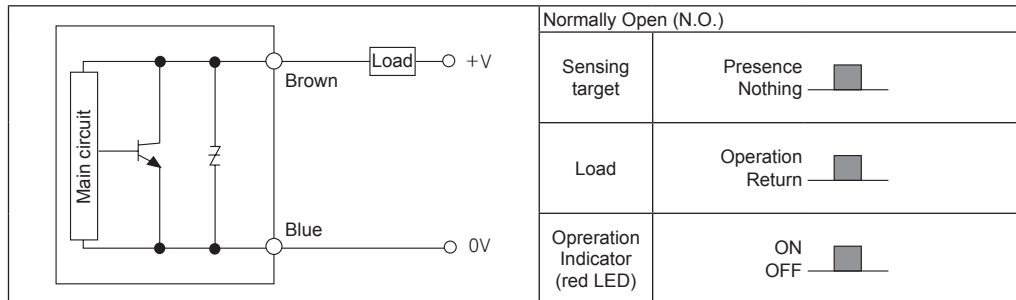 Main circuit
Brown
Load
+V
Blue
0V
Normally Open (N.O.)
Sensing
target
Presence
Nothing
Load
Operation
Return
Opreration
Indicator
(red LED)
ON
OFF